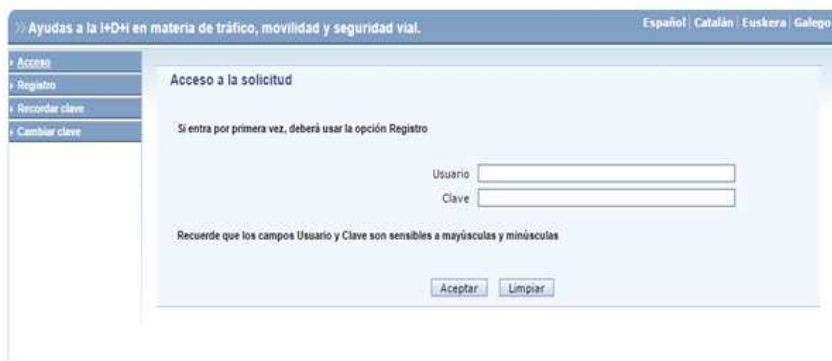 Ayudas a la I+D+i en materia de tráfico, movilidad y seguridad vial.
Español | Catalán | Euskera | Galego
Acceso
Registro
Recordar clave
Cambiar clave
Acceso a la solicitud
Si entra por primera vez, deberá usar la opción Registro
Usuario
Clave
Recuerde que los campos Usuario y Clave son sensibles a mayúsculas y minúsculas
Aceptar
Limpiar